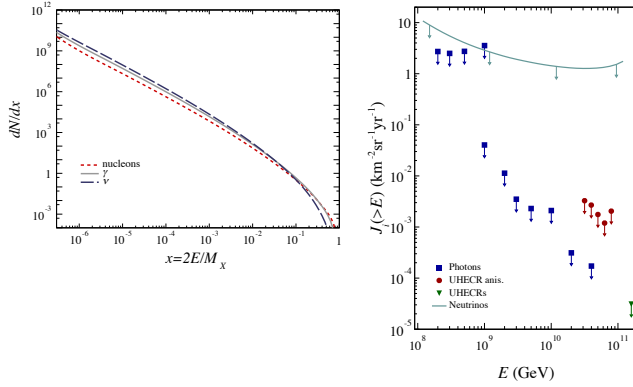 10^12
10^9
10^6
10^3
1
10^-3
dN/dx
nucleons
γ
ν
10^-6 10^-5 10^-4 10^-3 10^-2 10^-1 1
x=2E/M_X
10
1
10^-1
10^-2
10^-3
10^-4
10^-5
J_i(>E) (km^-2 sr^-1 yr^-1)
Photons
UHECR anis.
UHECRs
Neutrinos
10^8 10^9 10^10 10^11
E (GeV)